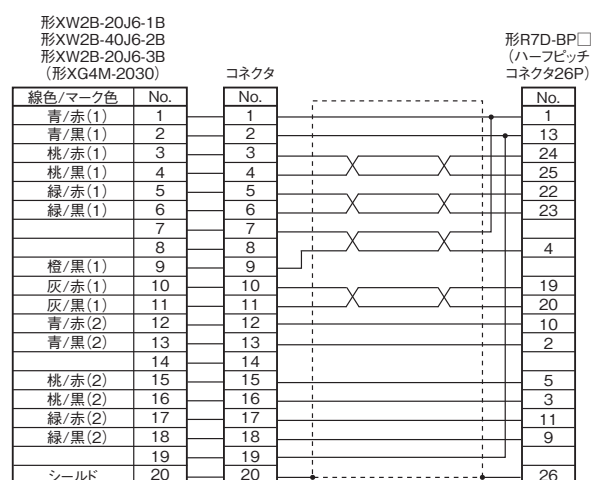 形XW2B-20J6-1B
形XW2B-40J6-2B
形XW2B-20J6-3B
（形XG4M-2030）
コネクタ
形R7D-BP□
（ハーフピッチ
コネクタ26P）
線色/マーク色 No. No. No.
青/赤(1) 1 1 1
青/黒(1) 2 2 13
桃/赤(1) 3 3 24
桃/黒(1) 4 4 25
緑/赤(1) 5 5 22
緑/黒(1) 6 6 23
7 7
8 8 4
橙/黒(1) 9 9
灰/赤(1) 10 10 19
灰/黒(1) 11 11 20
青/赤(2) 12 12 10
青/黒(2) 13 13 2
14 14
桃/赤(2) 15 15 5
桃/黒(2) 16 16 3
緑/赤(2) 17 17 11
緑/黒(2) 18 18 9
19 19
シールド 20 20 26